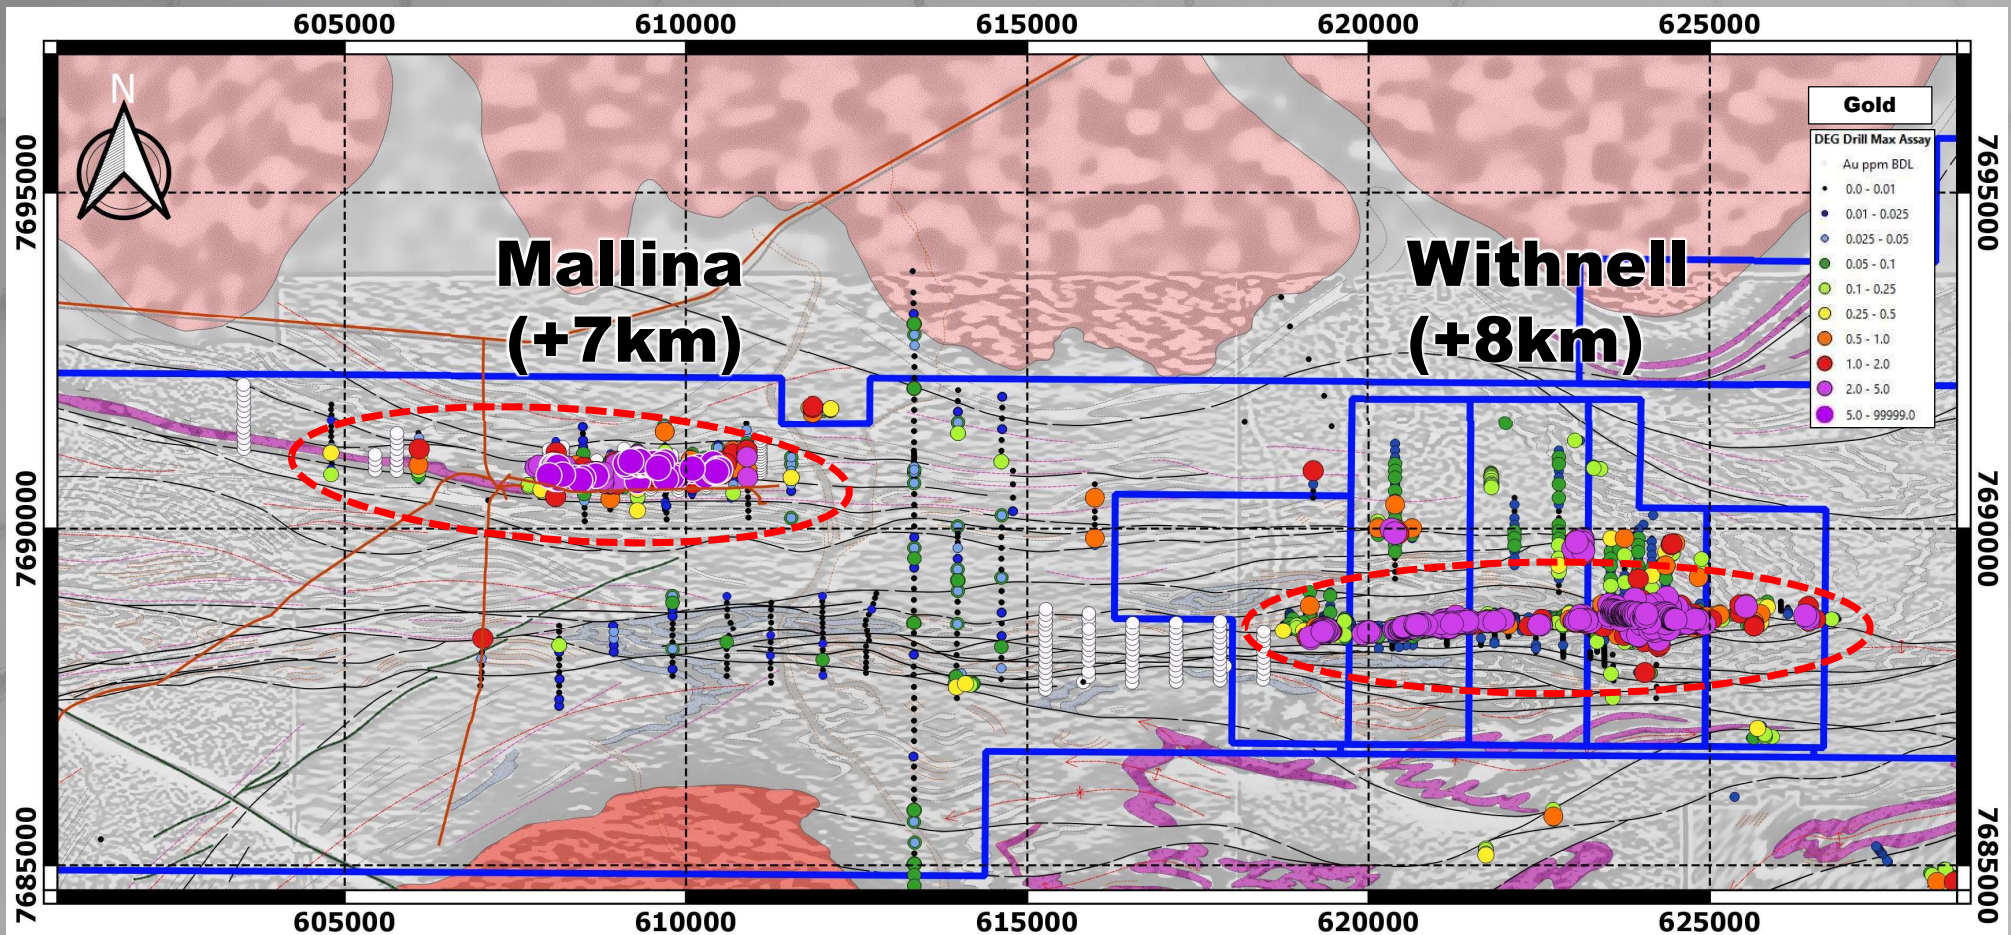 605000
610000
615000
620000
625000
N
Gold
DEG Drill Max Assay
Au ppm BDL
0.0 - 0.01
0.01 - 0.025
0.025 - 0.05
0.05 - 0.1
0.1 - 0.25
0.25 - 0.5
0.5 - 1.0
1.0 - 2.0
2.0 - 5.0
5.0 - 99999.0
Mallina
(+7km)
Withnell
(+8km)
7695000
7695000
7690000
7690000
7685000
7685000
605000
610000
615000
620000
625000